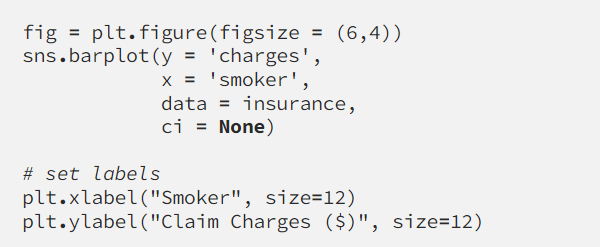 fig = plt.figure(figsize = (6,4))
sns.barplot(y = 'charges',
            x = 'smoker',
            data = insurance,
            ci = None)

# set labels
plt.xlabel("Smoker", size=12)
plt.ylabel("Claim Charges ($)", size=12)